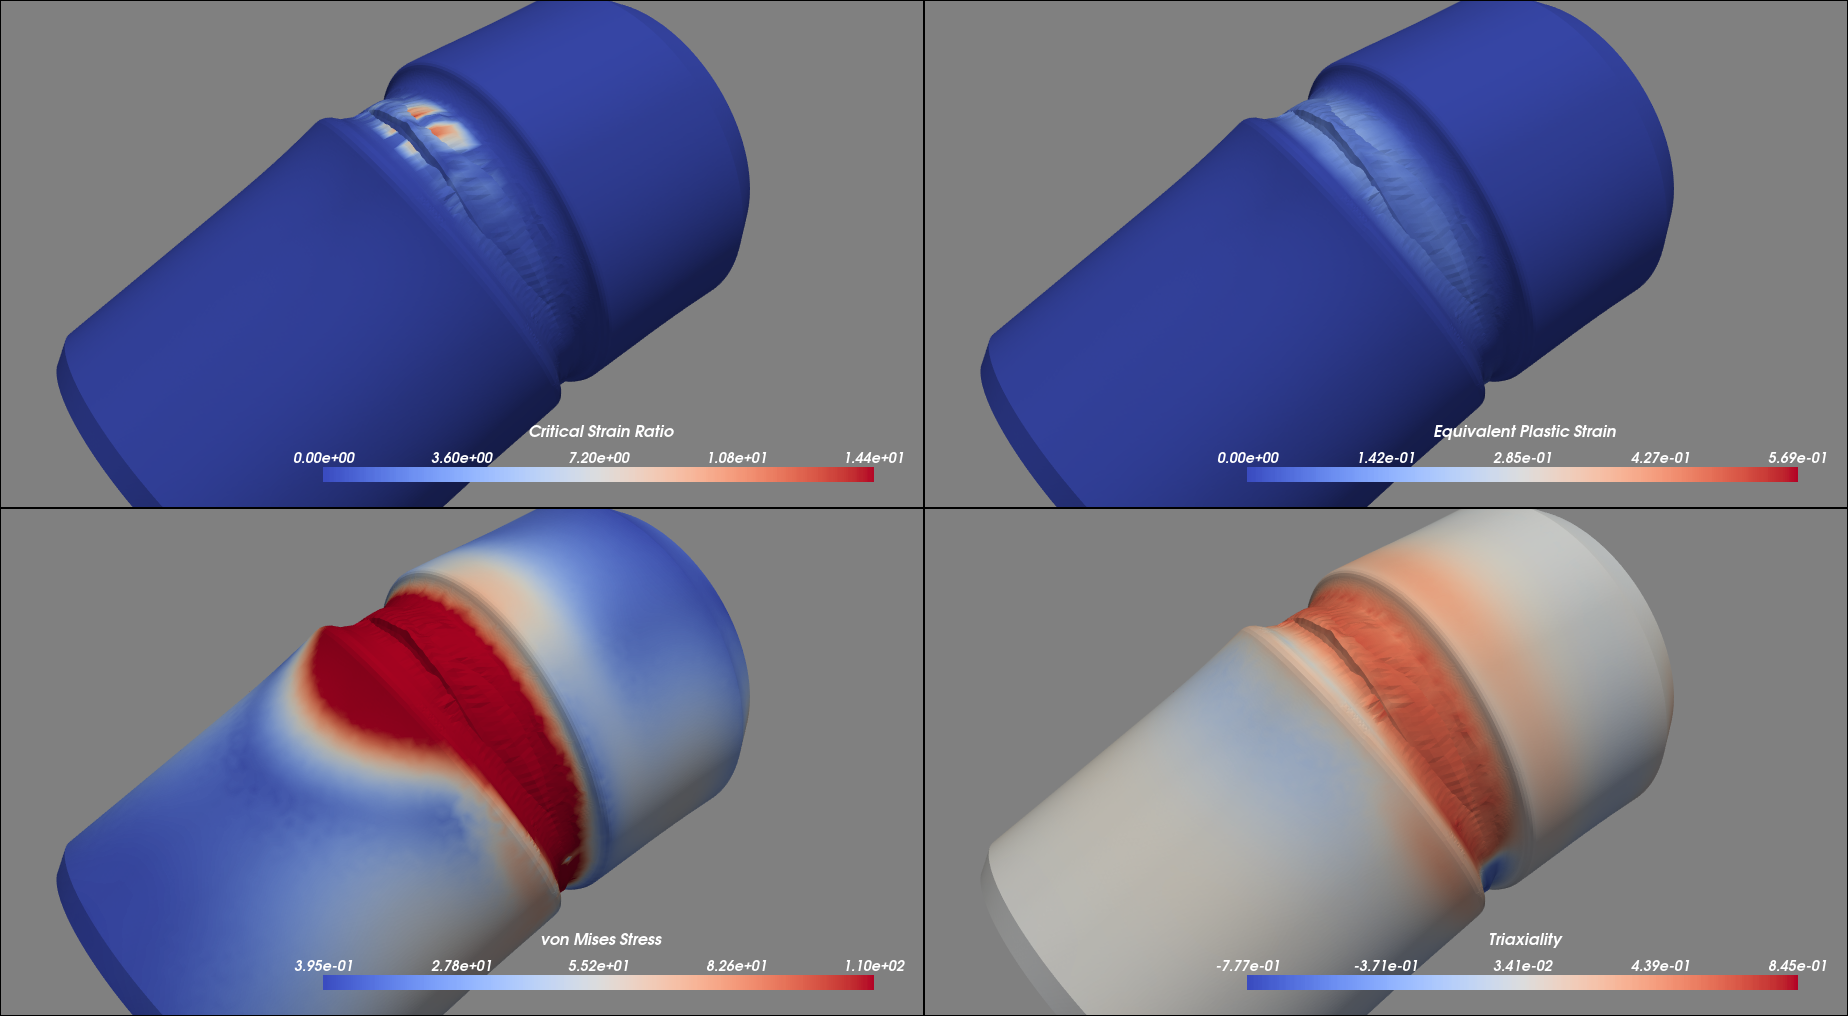 Critical Strain Ratio
0.00e+00 3.60e+00 7.20e+00 1.08e+01 1.44e+01
Equivalent Plastic Strain
0.00e+00 1.42e-01 2.85e-01 4.27e-01 5.69e-01
von Mises Stress
3.95e-01 2.78e+01 5.52e+01 8.26e+01 1.10e+02
Triaxiality
-7.77e-01 -3.71e-01 3.41e-02 4.39e-01 8.45e-01